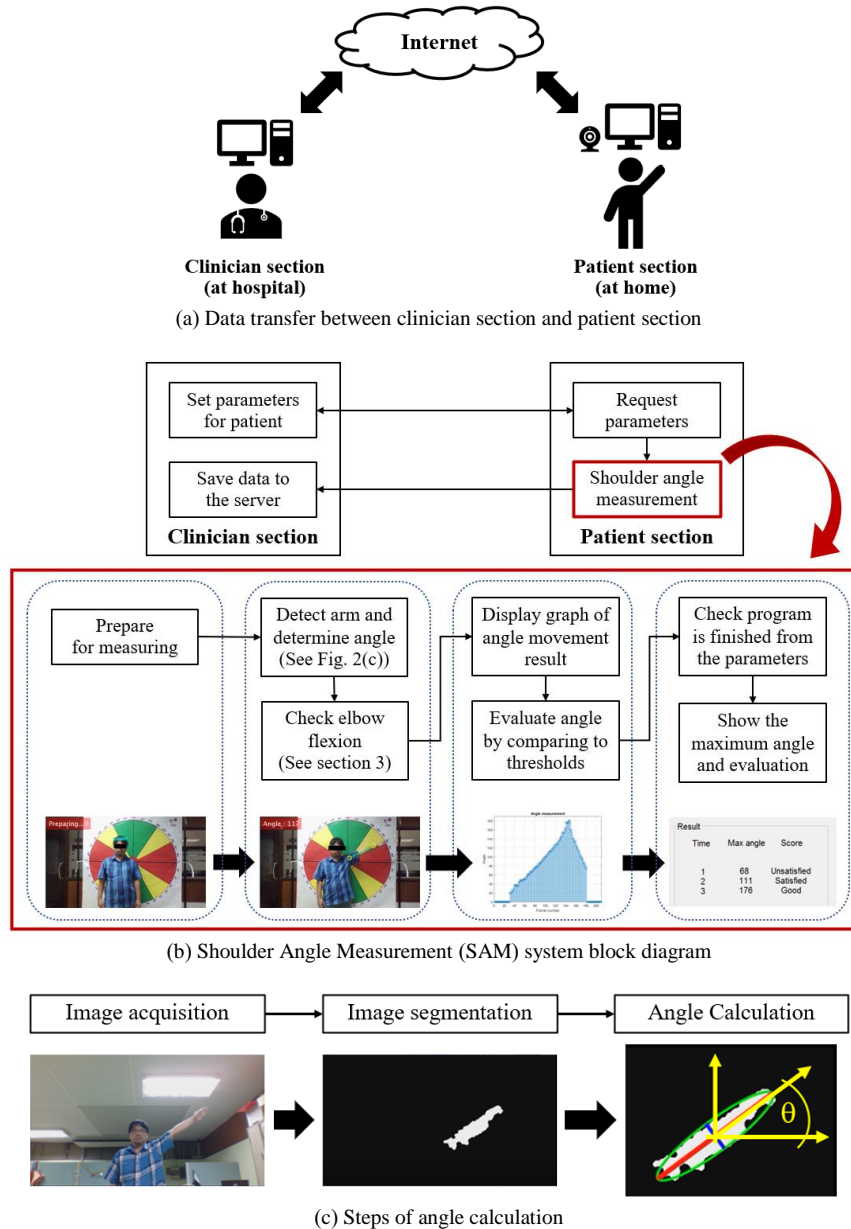 Internet
Clinician section
(at hospital)
Patient section
(at home)
(a) Data transfer between clinician section and patient section
Set parameters
for patient
Request
parameters
Save data to
the server
Shoulder angle
measurement
Clinician section
Patient section
Prepare
for measuring
Detect arm and
determine angle
(See Fig. 2(c))
Check elbow
flexion
(See section 3)
Display graph of
angle movement
result
Evaluate angle
by comparing to
thresholds
Check program
is finished from
the parameters
Show the
maximum angle
and evaluation
Angle measurement
Angle
Frame number
Result
Time Max angle Score
1 68 Unsatisfied
2 111 Satisfied
3 176 Good
(b) Shoulder Angle Measurement (SAM) system block diagram
Image acquisition
Image segmentation
Angle Calculation
θ
(c) Steps of angle calculation